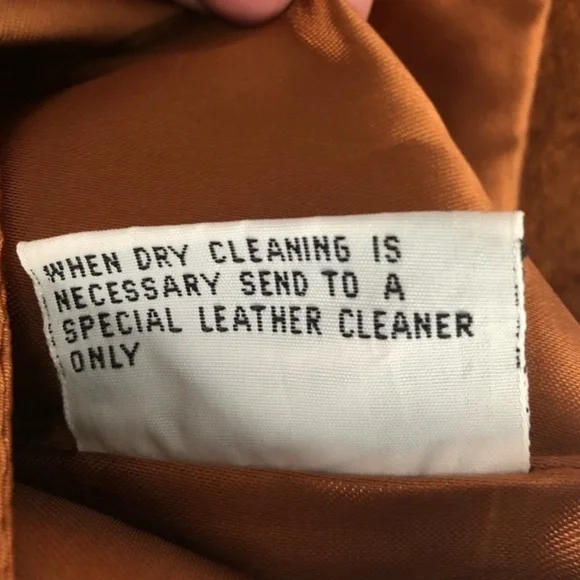 WHEN DRY CLEANING IS
NECESSARY SEND TO A
SPECIAL LEATHER CLEANER
ONLY